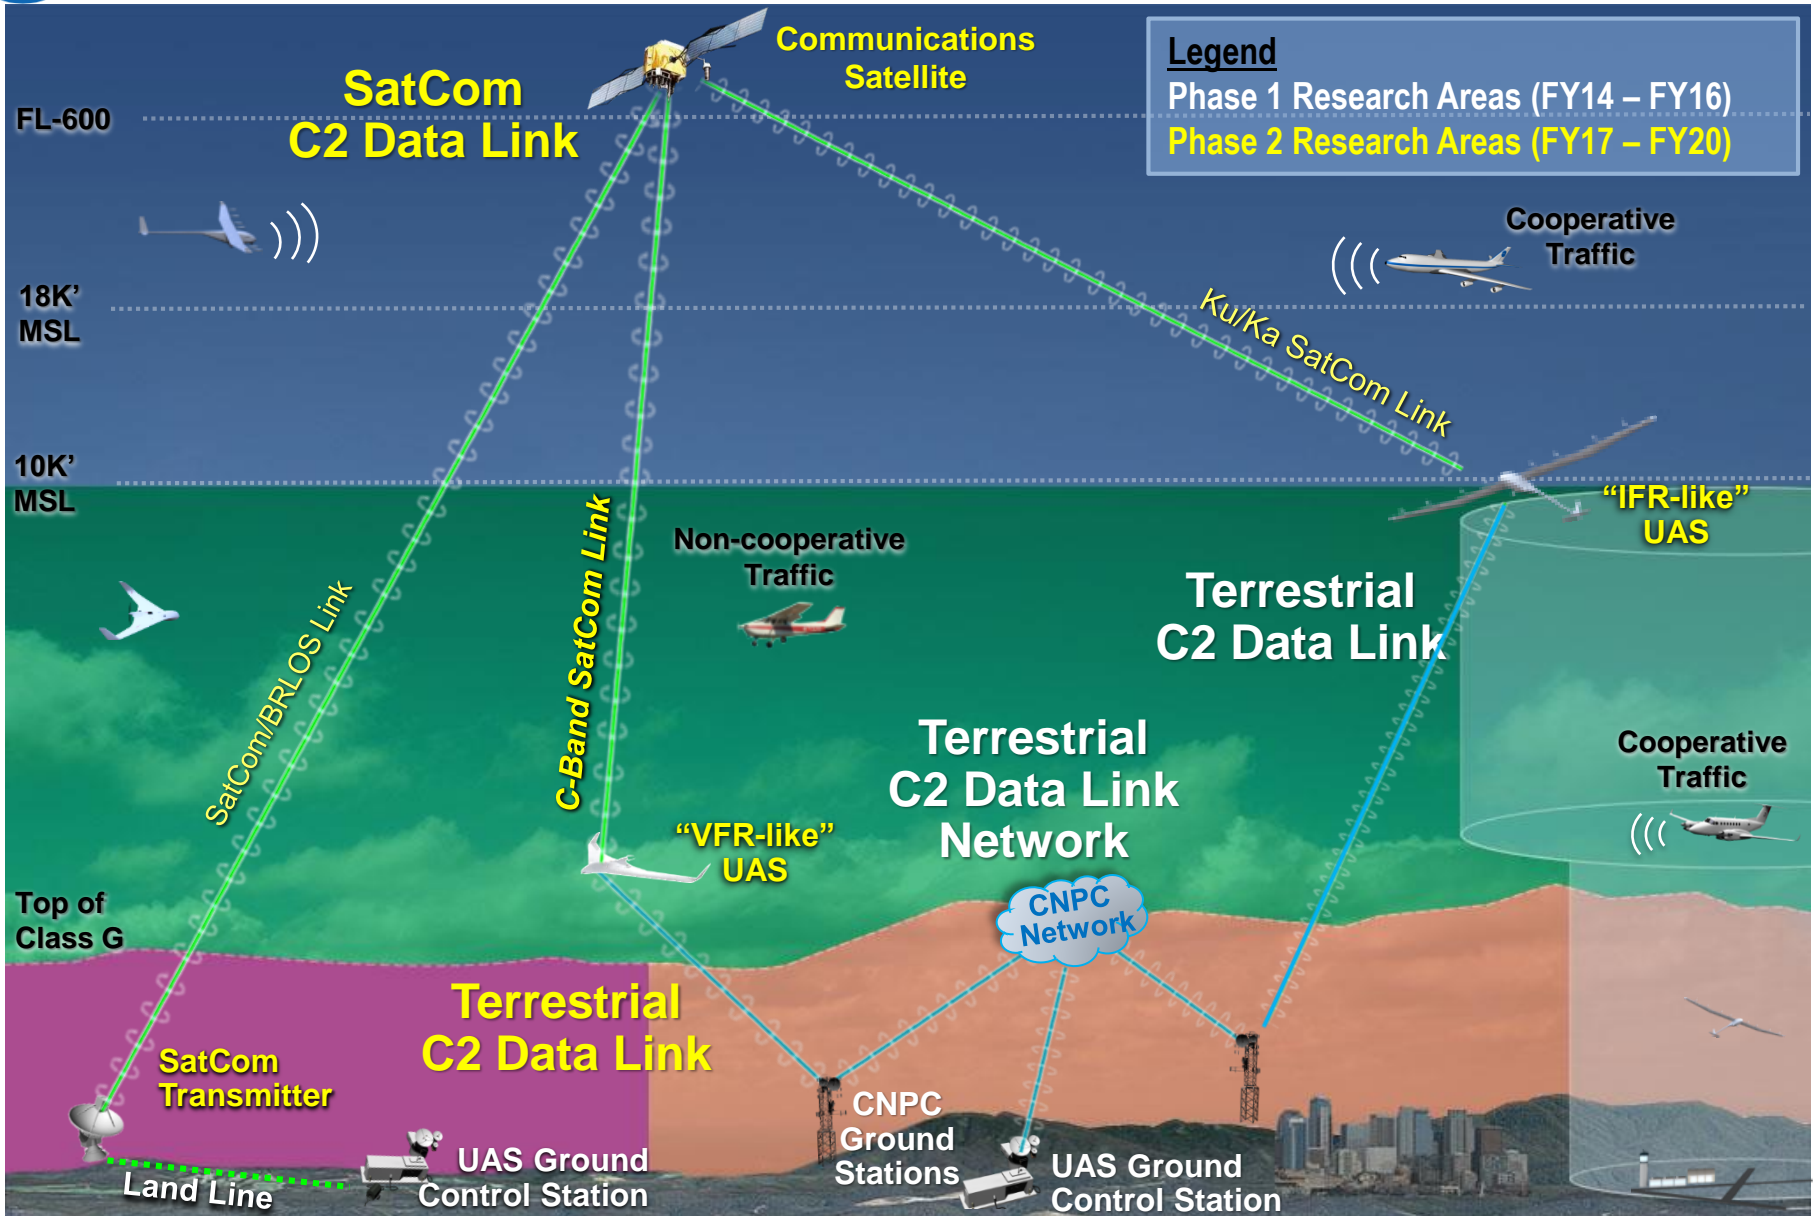 Communications
Satellite
Legend
Phase 1 Research Areas (FY14 – FY16)
Phase 2 Research Areas (FY17 – FY20)
SatCom
C2 Data Link
FL-600
Cooperative
Traffic
18K’
MSL
Ku/Ka SatCom Link
10K’
MSL
“IFR-like”
UAS
C-Band SatCom Link
Non-cooperative
Traffic
SatCom/BRLOS Link
Terrestrial
C2 Data Link
Terrestrial
C2 Data Link
Network
Cooperative
Traffic
“VFR-like”
UAS
Top of
Class G
CNPC
Network
Terrestrial
C2 Data Link
SatCom
Transmitter
CNPC
Ground
Stations
UAS Ground
Control Station
UAS Ground
Control Station
Land Line